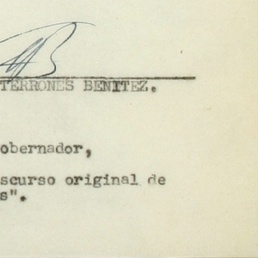 TERRONES BENITEZ.
obernador,
scurso original de
s".